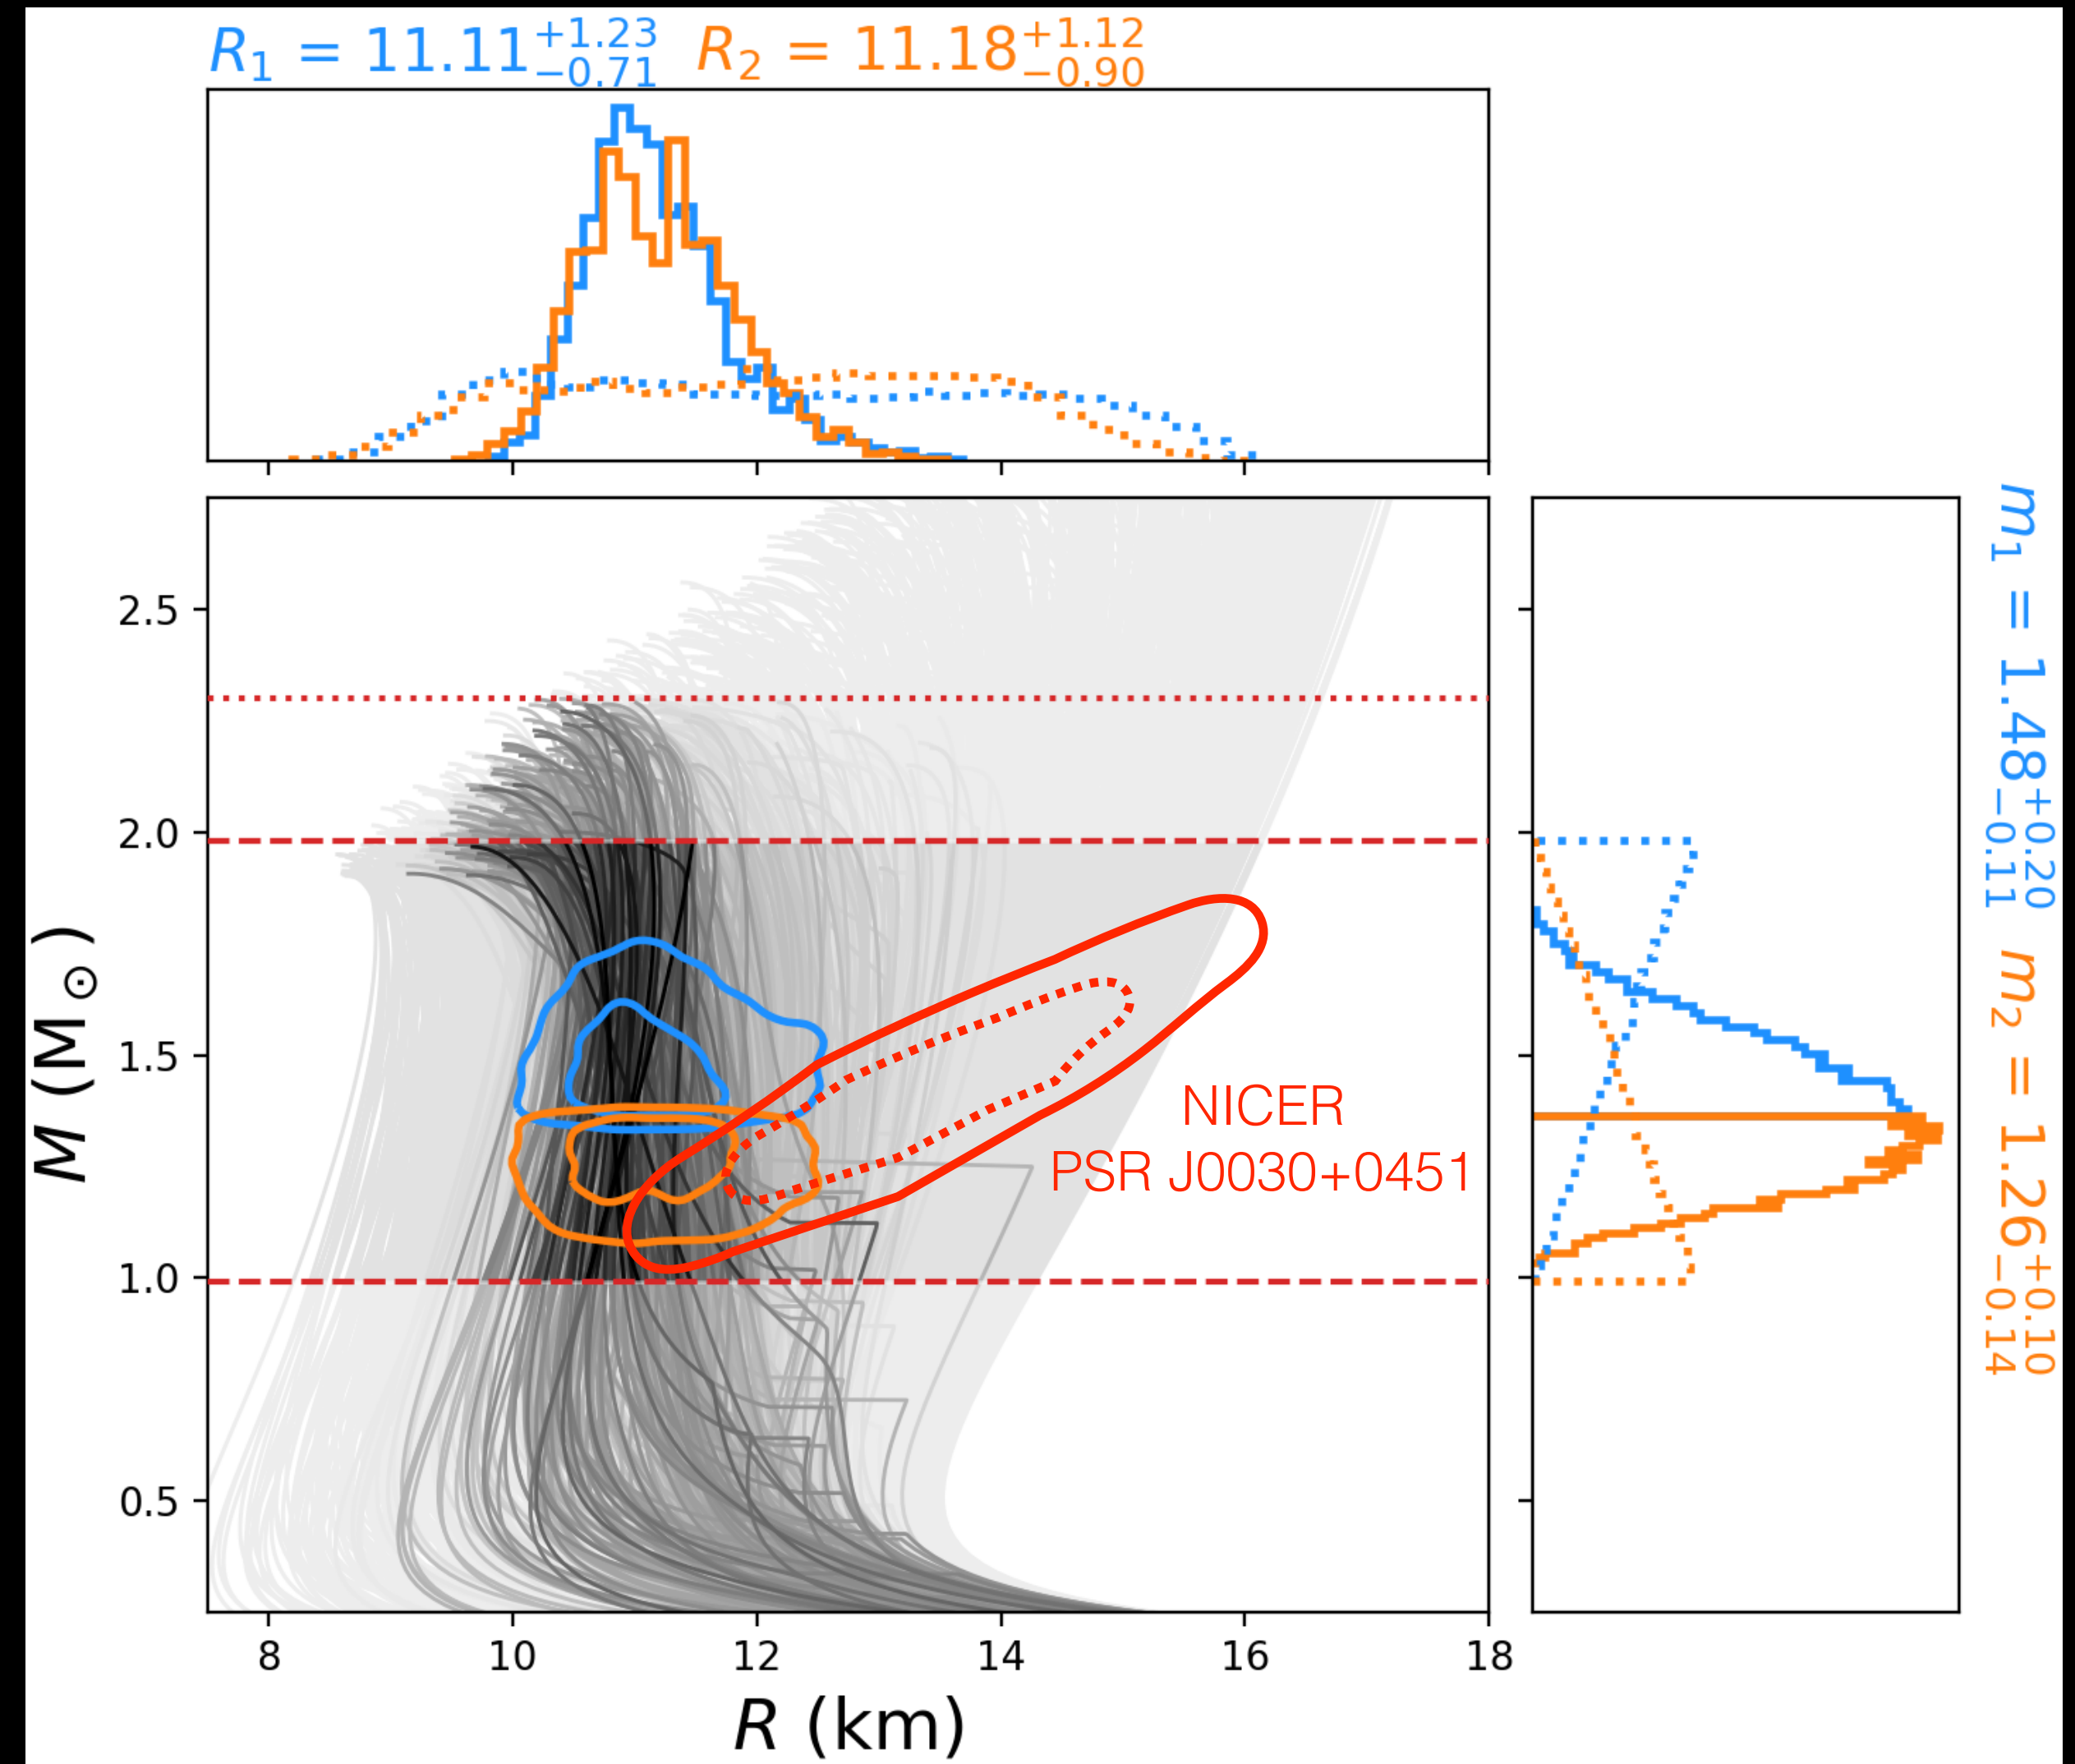 R₁ = 11.11 +1.23 −0.71 R₂ = 11.18 +1.12 −0.90
2.5
2.0
1.5
1.0
0.5
M (M⊙)
NICER
PSR J0030+0451
8 10 12 14 16 18
R (km)
m₁ = 1.48 +0.20 −0.11 m₂ = 1.26 +0.10 −0.14